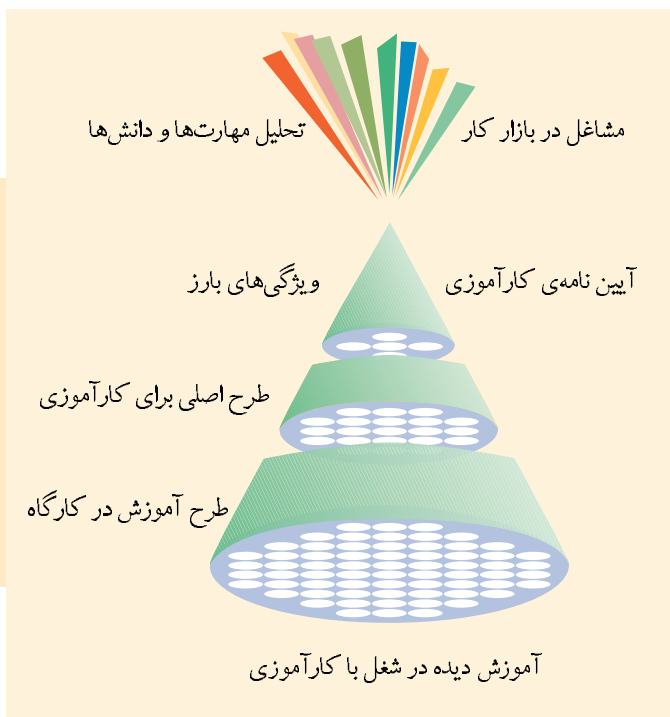 مشاغل در بازار کار
تحلیل مهارت‌ها و دانش‌ها
آیین نامه‌ی کارآموزی
ویژگی‌های بارز
طرح اصلی برای کارآموزی
طرح آموزش در کارگاه
آموزش دیده در شغل با کارآموزی